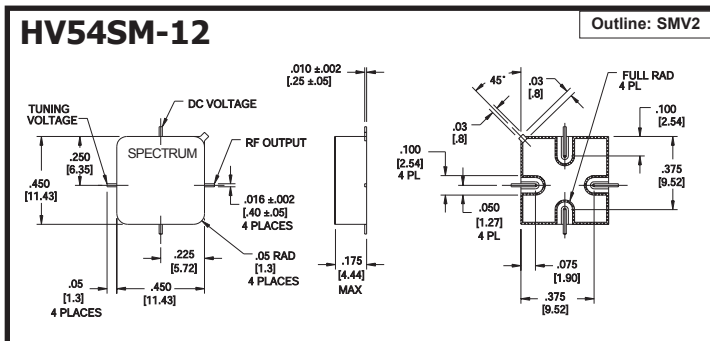 HV54SM-12
Outline: SMV2
.010 ±.002
[.25 ±.05]
TUNING
VOLTAGE
DC VOLTAGE
SPECTRUM
RF OUTPUT
.250
[6.35]
.450
[11.43]
.016 ±.002
[.40 ±.05]
4 PLACES
.225
[5.72]
.05 RAD
[1.3]
4 PLACES
.05
[1.3]
4 PLACES
.450
[11.43]
.175
[4.44]
MAX
45°
.03
[.8]
.03
[.8]
FULL RAD
4 PL
.100
[2.54]
.375
[9.52]
.100
[2.54]
4 PL
.050
[1.27]
4 PL
.075
[1.90]
.375
[9.52]